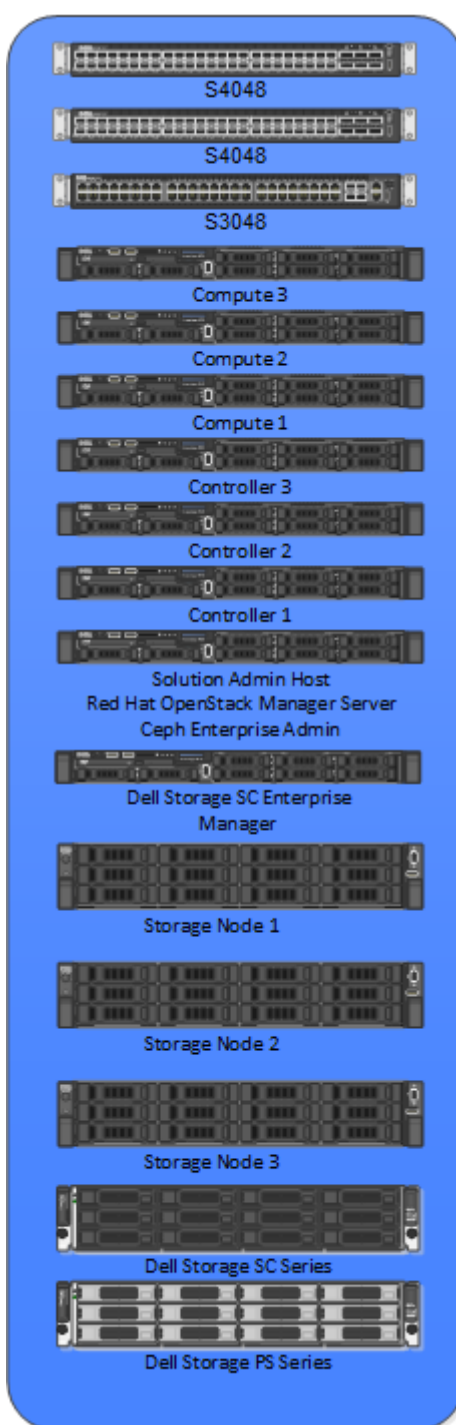 S4048
S4048
S3048
Compute 3
Compute 2
Compute 1
Controller 3
Controller 2
Controller 1
Solution Admin Host
Red Hat OpenStack Manager Server
Ceph Enterprise Admin
Dell Storage SC Enterprise
Manager
Storage Node 1
Storage Node 2
Storage Node 3
Dell Storage SC Series
Dell Storage PS Series